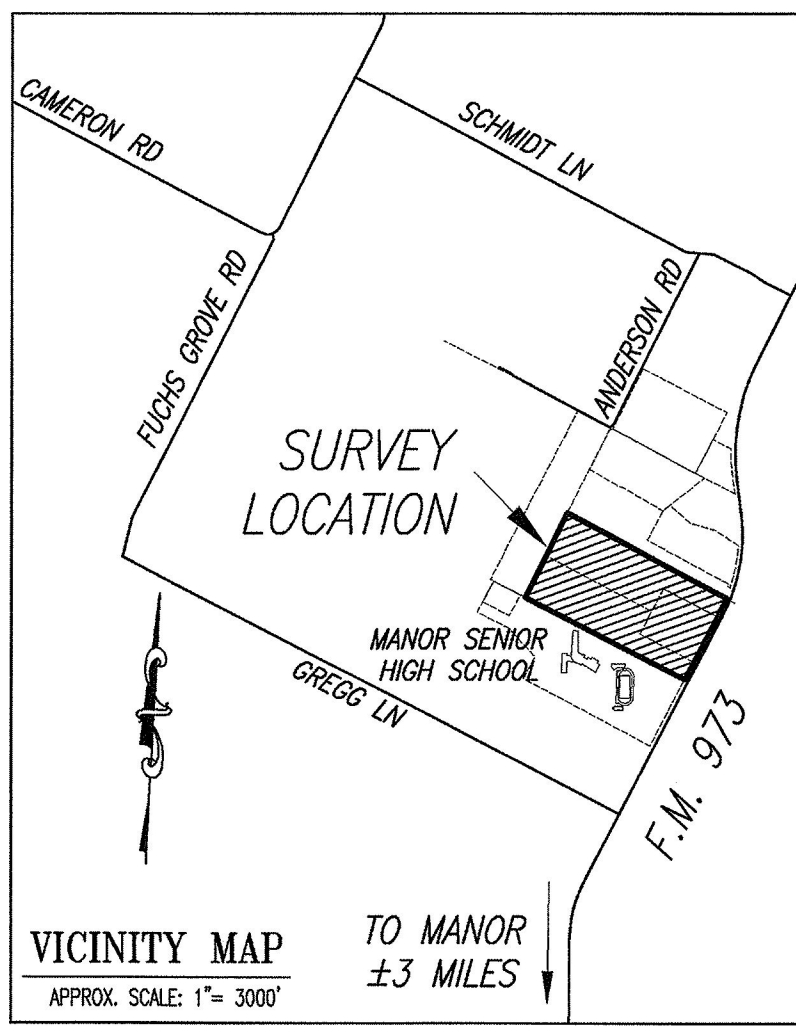 CAMERON RD
SCHMIDT LN
FUCHS GROVE RD
ANDERSON RD
SURVEY
LOCATION
MANOR SENIOR
HIGH SCHOOL
GREGG LN
F.M. 973
VICINITY MAP
APPROX. SCALE: 1"= 3000'
TO MANOR
±3 MILES